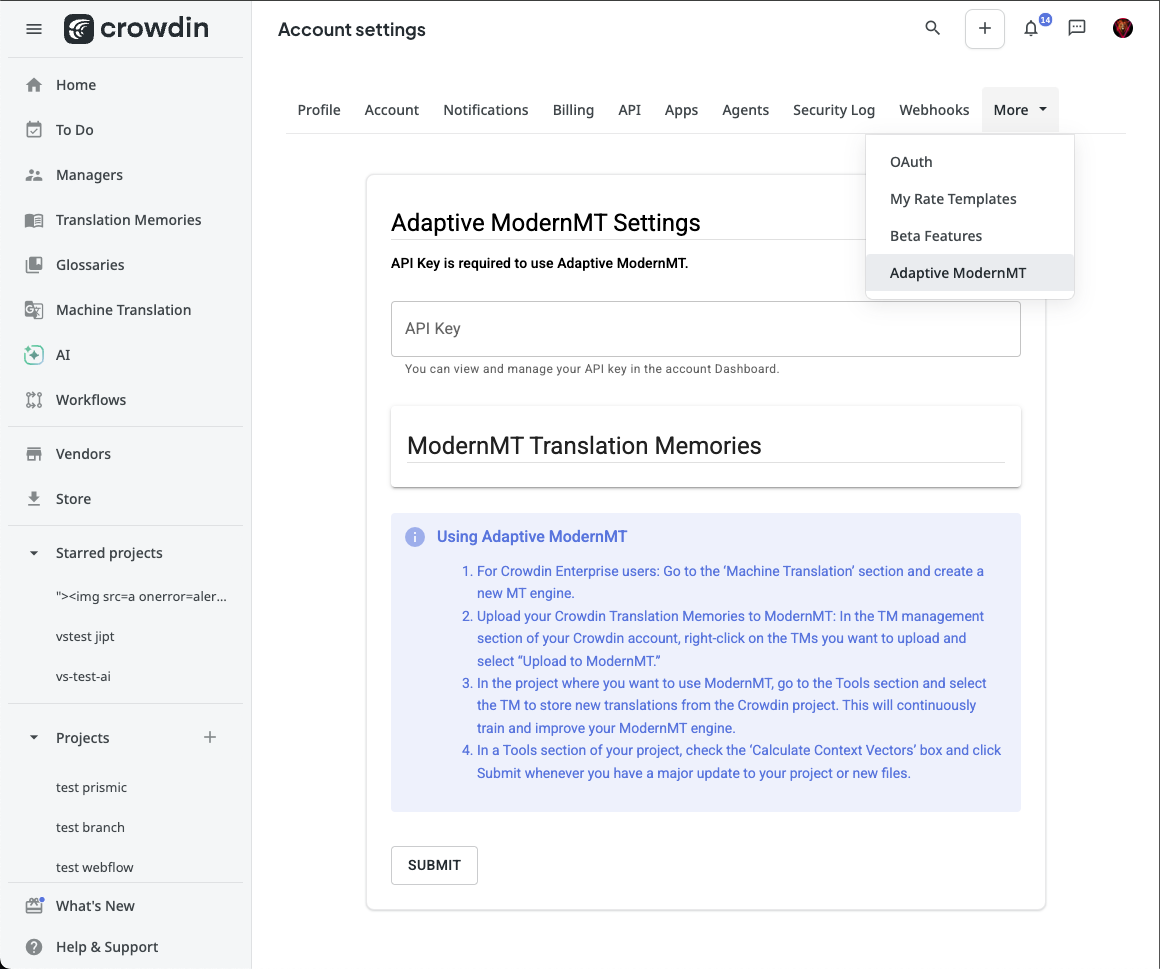 crowdin
Account settings
14
Home
To Do
Managers
Translation Memories
Glossaries
Machine Translation
AI
Workflows
Vendors
Store
Starred projects
"><img src=a onerror=aler...
vstest jipt
vs-test-ai
Projects
test prismic
test branch
test webflow
What's New
Help & Support
Profile Account Notifications Billing API Apps Agents Security Log Webhooks More
OAuth
My Rate Templates
Beta Features
Adaptive ModernMT
Adaptive ModernMT Settings
API Key is required to use Adaptive ModernMT.
API Key
You can view and manage your API key in the account Dashboard.
ModernMT Translation Memories
Using Adaptive ModernMT
1. For Crowdin Enterprise users: Go to the ‘Machine Translation’ section and create a
new MT engine.
2. Upload your Crowdin Translation Memories to ModernMT: In the TM management
section of your Crowdin account, right-click on the TMs you want to upload and
select “Upload to ModernMT.”
3. In the project where you want to use ModernMT, go to the Tools section and select
the TM to store new translations from the Crowdin project. This will continuously
train and improve your ModernMT engine.
4. In a Tools section of your project, check the ‘Calculate Context Vectors’ box and click
Submit whenever you have a major update to your project or new files.
SUBMIT